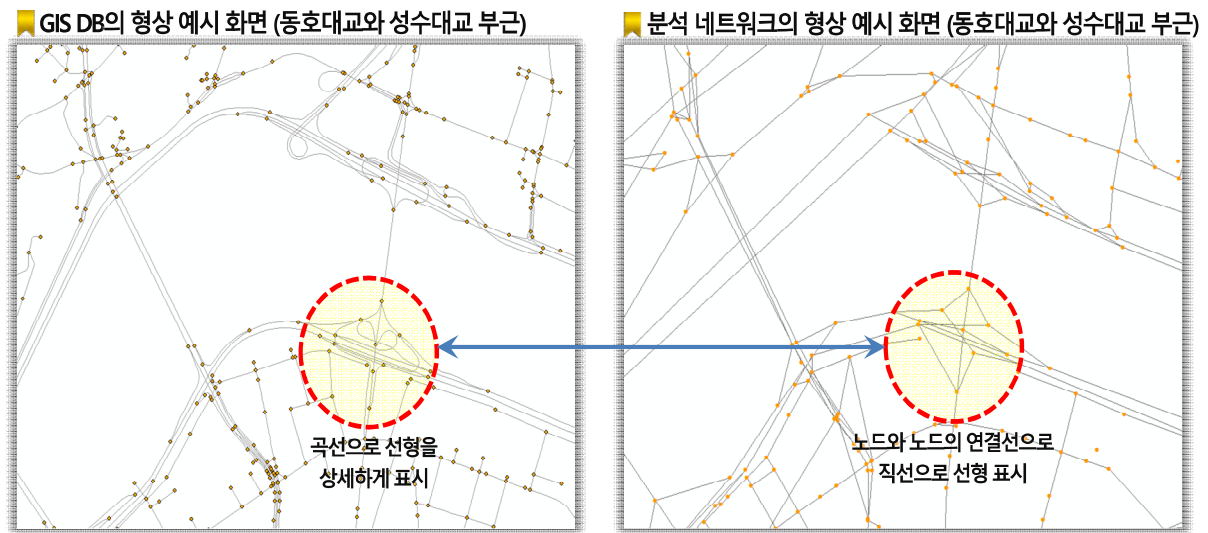 GIS DB의 형상 예시 화면 (동호대교와 성수대교 부근)
분석 네트워크의 형상 예시 화면 (동호대교와 성수대교 부근)
곡선으로 선형을
상세하게 표시
노드와 노드의 연결선으로
직선으로 선형 표시